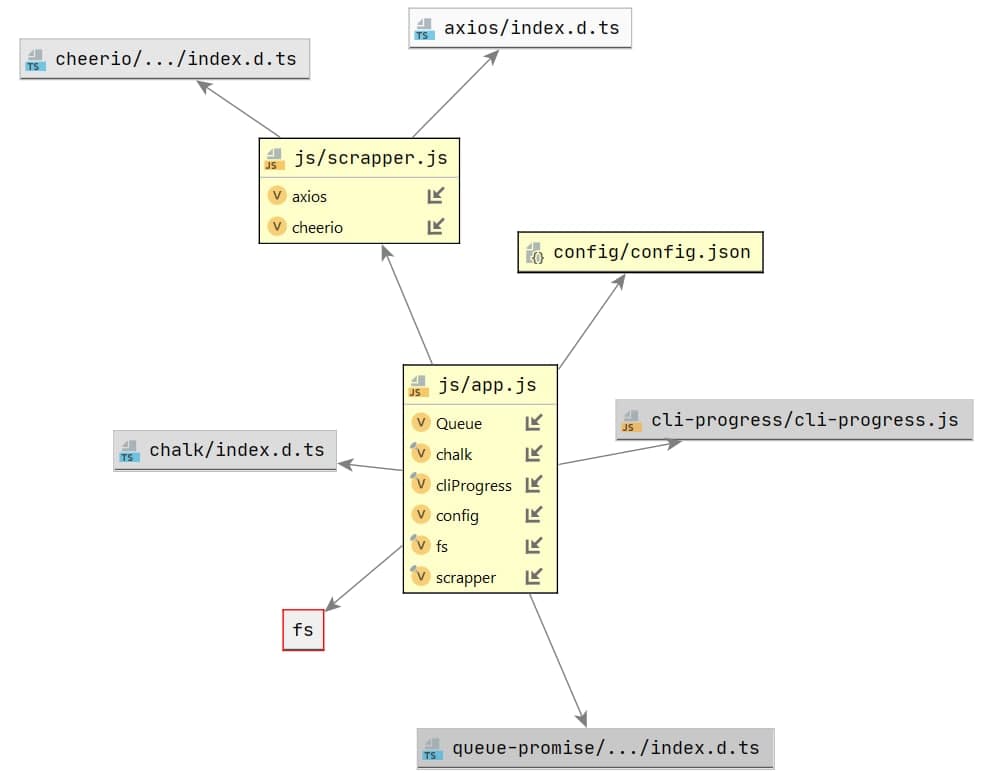 axios/index.d.ts
TS
cheerio/.../index.d.ts
TS
js/scrapper.js
JS
V axios
V cheerio
config/config.json
{}
js/app.js
JS
V Queue
V chalk
V cliProgress
V config
V fs
V scrapper
cli-progress/cli-progress.js
JS
chalk/index.d.ts
TS
fs
queue-promise/.../index.d.ts
TS